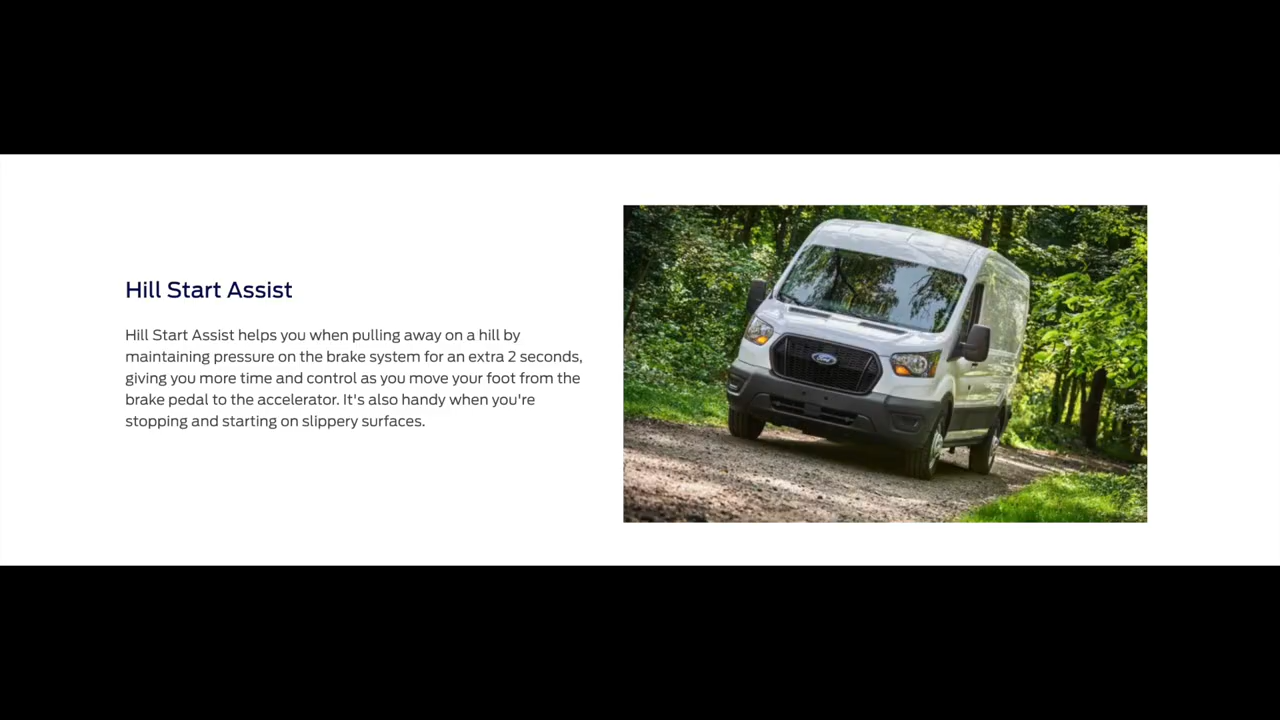 Hill Start Assist
Hill Start Assist helps you when pulling away on a hill by
maintaining pressure on the brake system for an extra 2 seconds,
giving you more time and control as you move your foot from the
brake pedal to the accelerator. It's also handy when you're
stopping and starting on slippery surfaces.
Ford